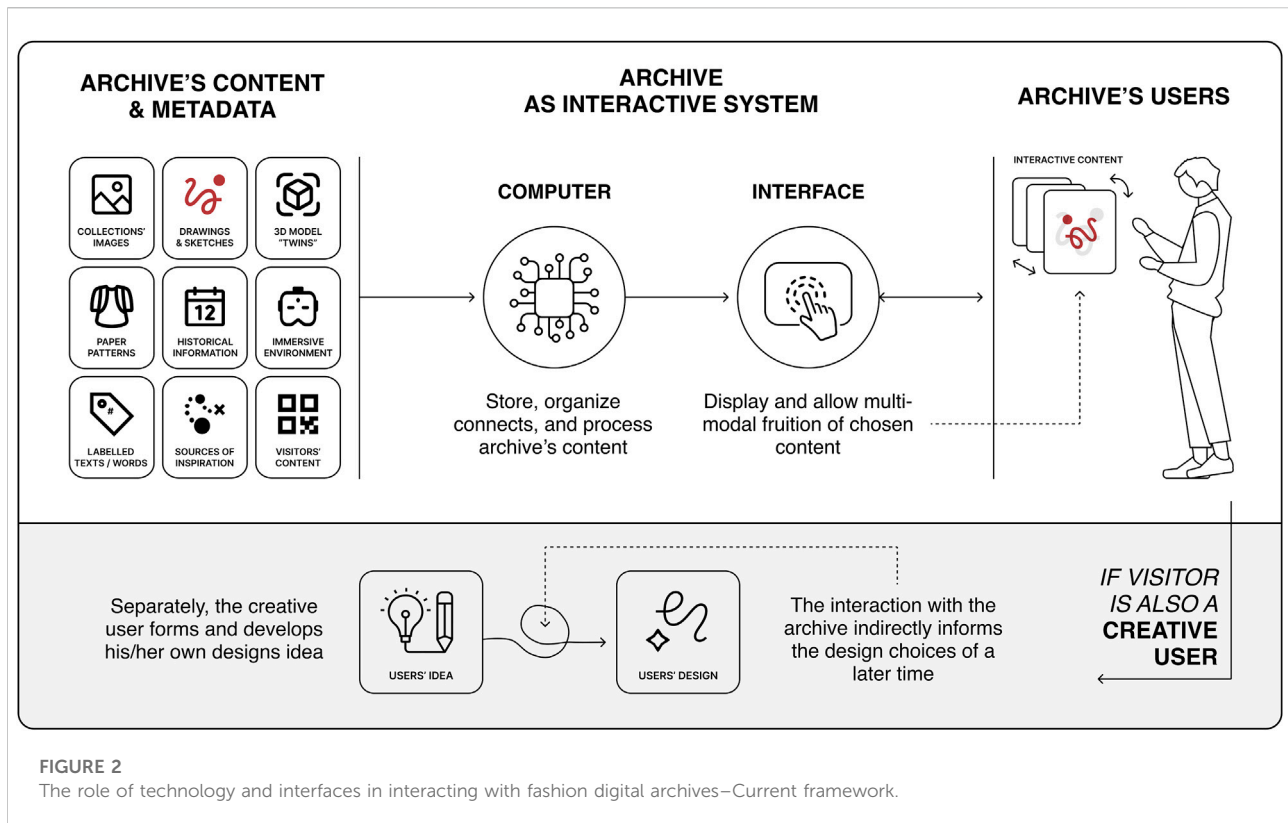 ARCHIVE'S CONTENT
& METADATA
ARCHIVE
AS INTERACTIVE SYSTEM
ARCHIVE'S USERS
COLLECTIONS'
IMAGES
DRAWINGS
& SKETCHES
3D MODEL
"TWINS"
PAPER
PATTERNS
12
HISTORICAL
INFORMATION
IMMERSIVE
ENVIRONMENT
#
LABELLED
TEXTS / WORDS
SOURCES OF
INSPIRATION
VISITORS'
CONTENT
COMPUTER
Store, organize
connects, and process
archive's content
INTERFACE
Display and allow multi-
modal fruition of chosen
content
INTERACTIVE CONTENT
Separately, the creative
user forms and develops
his/her own designs idea
USERS' IDEA
USERS' DESIGN
The interaction with the
archive indirectly informs
the design choices of a
later time
IF VISITOR
IS ALSO A
CREATIVE
USER
FIGURE 2
The role of technology and interfaces in interacting with fashion digital archives–Current framework.